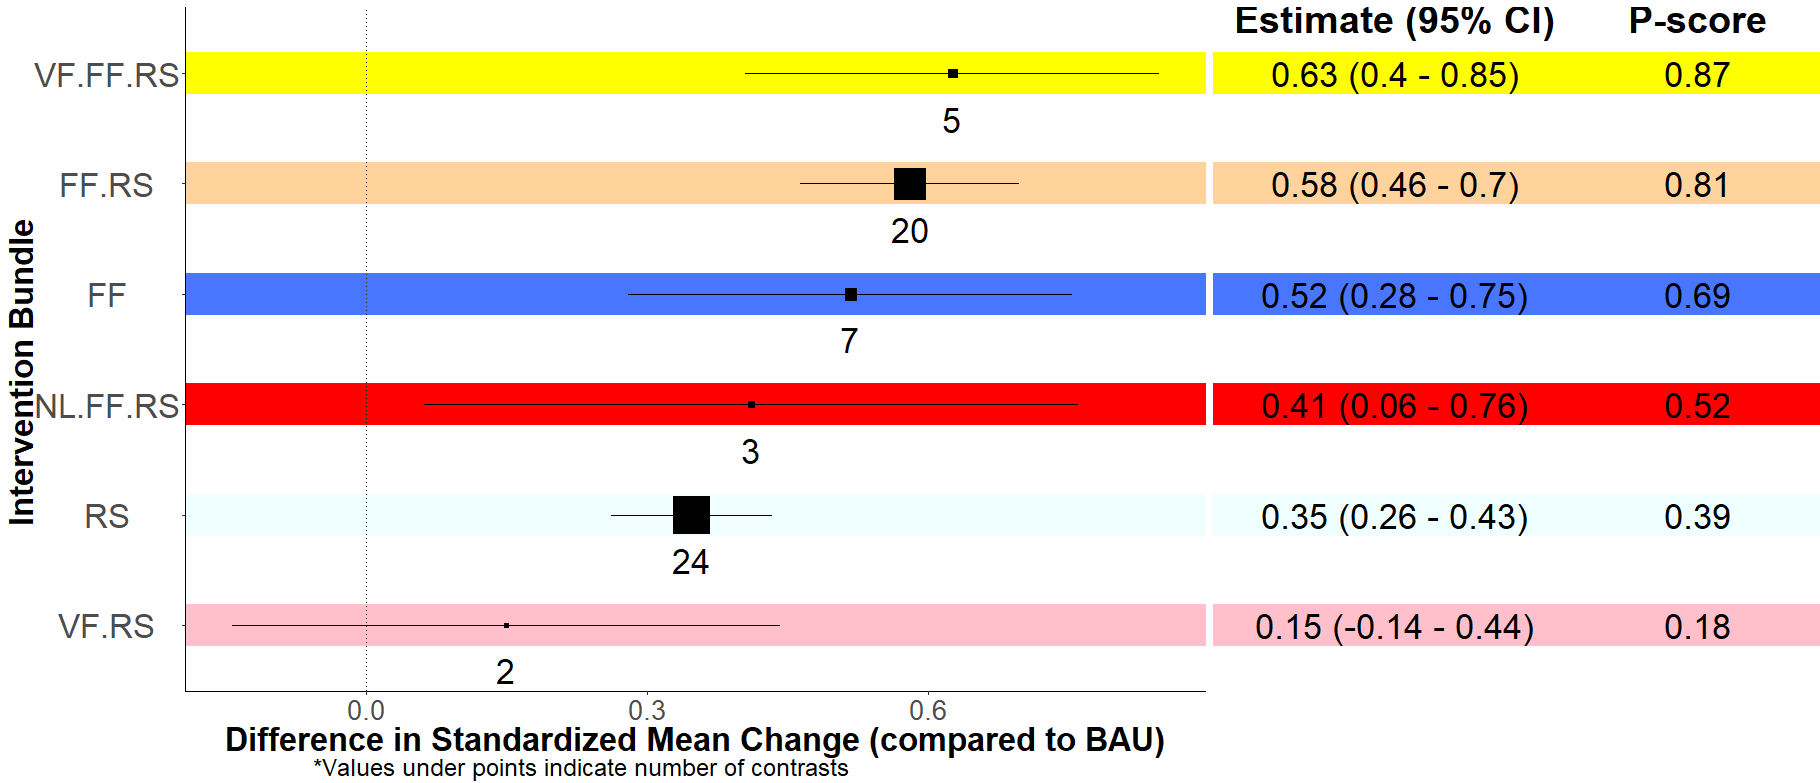 Estimate (95% CI) P-score
VF.FF.RS 0.63 (0.4 - 0.85) 0.87
5
FF.RS 0.58 (0.46 - 0.7) 0.81
20
FF 0.52 (0.28 - 0.75) 0.69
7
NL.FF.RS 0.41 (0.06 - 0.76) 0.52
3
RS 0.35 (0.26 - 0.43) 0.39
24
VF.RS 0.15 (-0.14 - 0.44) 0.18
2
Intervention Bundle
0.0 0.3 0.6
Difference in Standardized Mean Change (compared to BAU)
*Values under points indicate number of contrasts